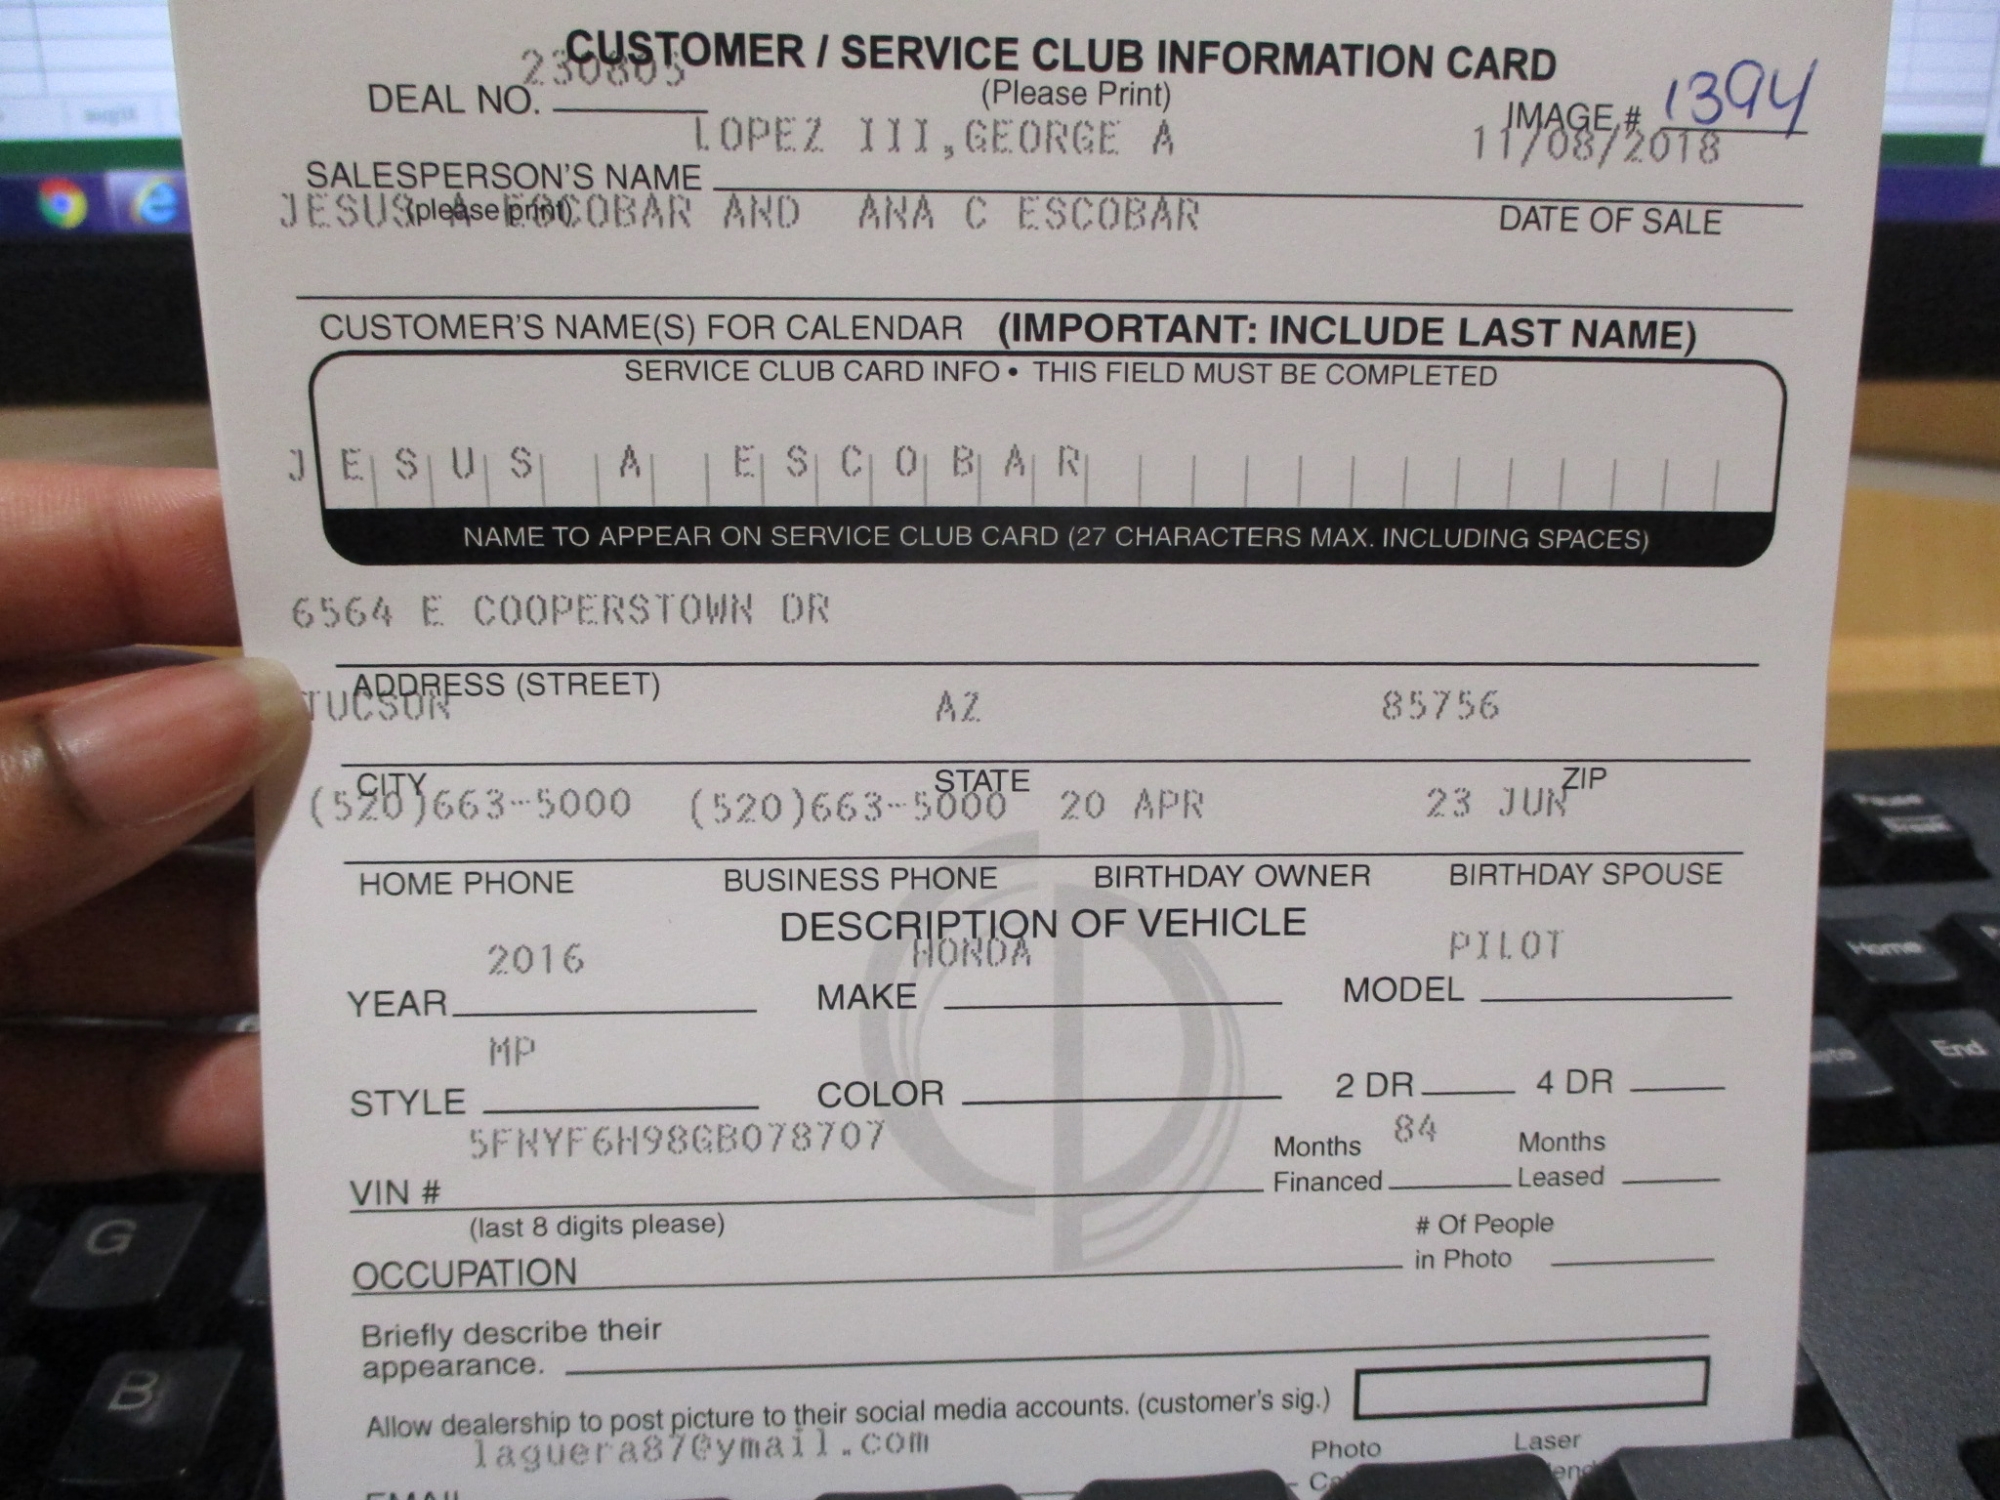 CUSTOMER / SERVICE CLUB INFORMATION CARD
230805
DEAL NO.
(Please Print)
IMAGE # 1394
LOPEZ III,GEORGE A
11/08/2018
SALESPERSON'S NAME
(please print)
DATE OF SALE
JESUS A ESCOBAR AND ANA C ESCOBAR
CUSTOMER'S NAME(S) FOR CALENDAR (IMPORTANT: INCLUDE LAST NAME)
SERVICE CLUB CARD INFO • THIS FIELD MUST BE COMPLETED
JESUS A ESCOBAR
NAME TO APPEAR ON SERVICE CLUB CARD (27 CHARACTERS MAX. INCLUDING SPACES)
6564 E COOPERSTOWN DR
ADDRESS (STREET)
TUCSON AZ 85756
CITY STATE ZIP
(520)663-5000 (520)663-5000 20 APR 23 JUN
HOME PHONE BUSINESS PHONE BIRTHDAY OWNER BIRTHDAY SPOUSE
DESCRIPTION OF VEHICLE
2016 HONDA PILOT
YEAR MAKE MODEL
MP
STYLE COLOR 2 DR 4 DR
5FNYF6H98GB078707
Months Financed 84 Months Leased
VIN #
(last 8 digits please)
# Of People in Photo
OCCUPATION
Briefly describe their
appearance.
Allow dealership to post picture to their social media accounts. (customer's sig.)
laguera87@ymail.com
Photo
Laser
EMAIL
G
B
Home
End